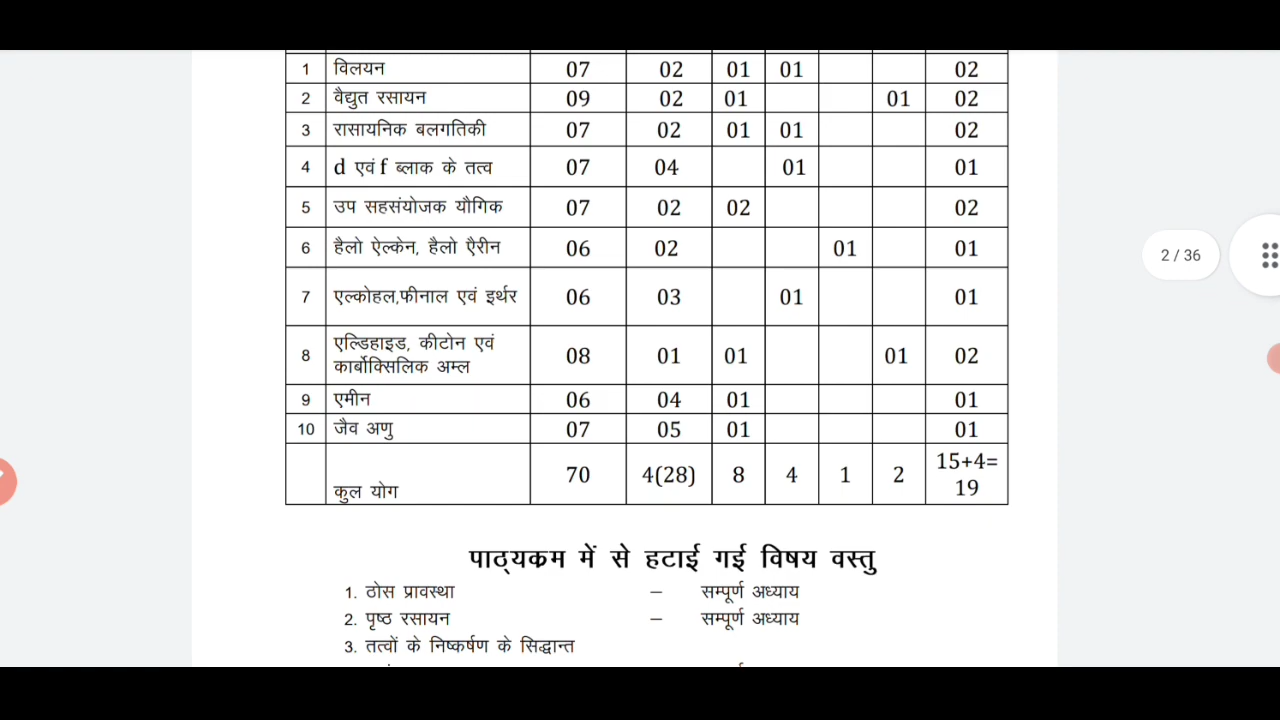 1 विलयन 07 02 01 01 02
2 वैद्युत रसायन 09 02 01 01 02
3 रासायनिक बलगतिकी 07 02 01 01 02
4 d एवं f ब्लाक के तत्व 07 04 01 01
5 उप सहसंयोजक यौगिक 07 02 02 02
6 हैलो ऐल्केन, हैलो ऐरीन 06 02 01 01
7 एल्कोहल,फीनाल एवं इर्थर 06 03 01 01
8 एल्डिहाइड, कीटोन एवं
कार्बोक्सिलिक अम्ल 08 01 01 01 02
9 एमीन 06 04 01 01
10 जैव अणु 07 05 01 01
कुल योग 70 4(28) 8 4 1 2 15+4=
19
पाठ्यकम में से हटाई गई विषय वस्तु
1. ठोस प्रावस्था – सम्पूर्ण अध्याय
2. पृष्ठ रसायन – सम्पूर्ण अध्याय
3. तत्वों के निष्कर्षण के सिद्धान्त
2 / 36